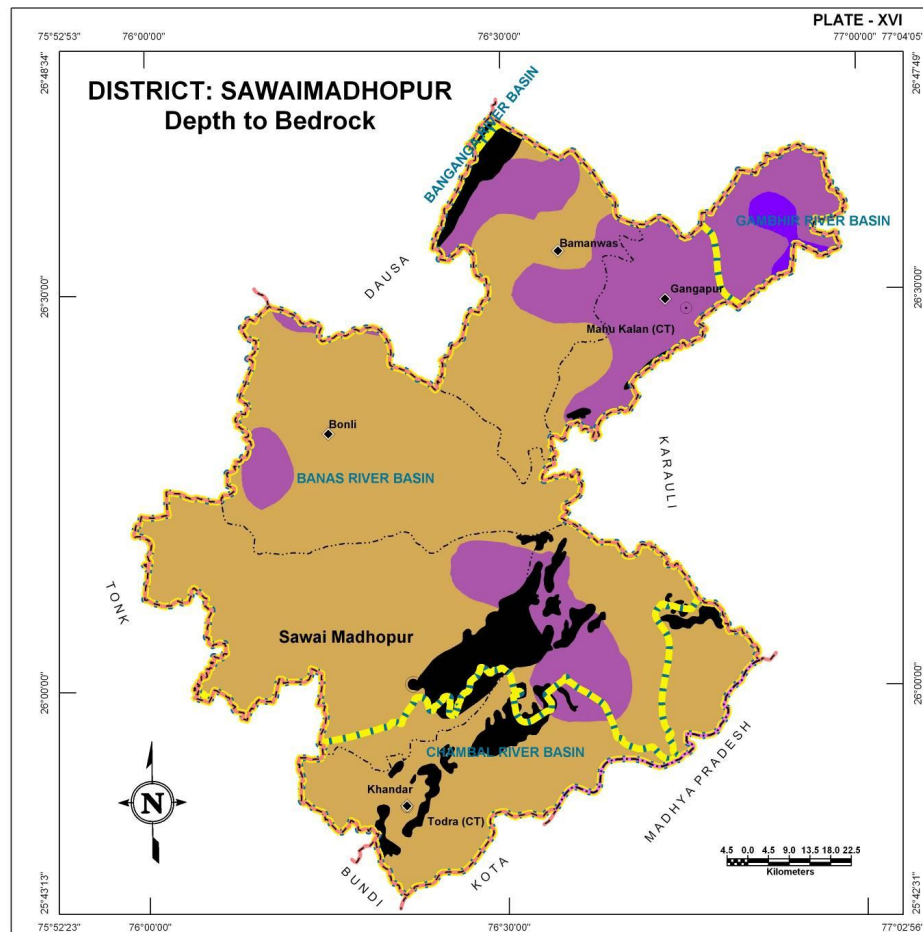 PLATE - XVI
75°52'53" 76°00'00" 76°30'00" 77°00'00" 77°04'05"
26°48'34"
26°47'49"
DISTRICT: SAWAIMADHOPUR
Depth to Bedrock
BANGANGA RIVER BASIN
GAMBHIR RIVER BASIN
Bamanwas
DAUSA
Gangapur
26°30'00"
26°30'00"
Mahu Kalan (CT)
Bonli
KARAULI
BANAS RIVER BASIN
TONK
Sawai Madhopur
26°00'00"
26°00'00"
CHAMBAL RIVER BASIN
MADHYA PRADESH
Khandar
N
Todra (CT)
KOTA
BUNDI
4.5 0.0 4.5 9.0 13.5 18.0 22.5
Kilometers
25°43'13"
25°42'31"
75°52'23" 76°00'00" 76°30'00" 77°02'56"